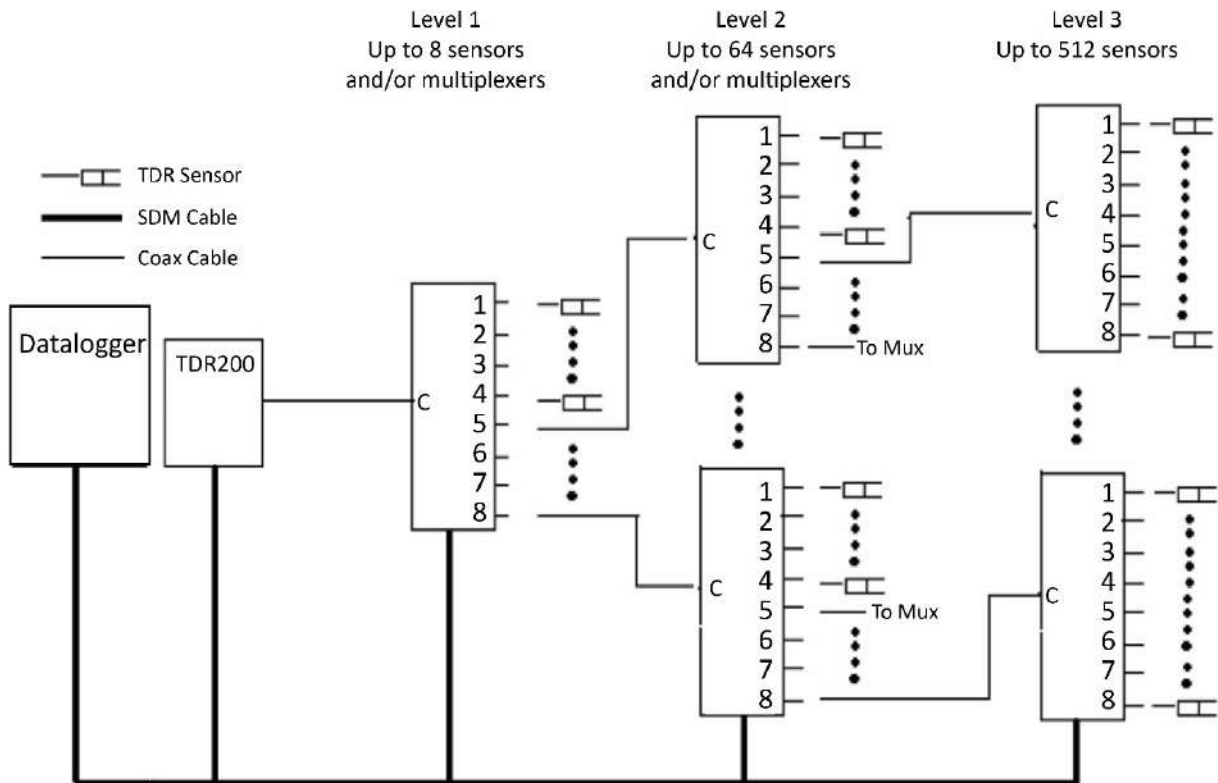 Level 1
Up to 8 sensors
and/or multiplexers
Level 2
Up to 64 sensors
and/or multiplexers
Level 3
Up to 512 sensors
TDR Sensor
SDM Cable
Coax Cable
Datalogger
TDR200
C
1
2
3
4
5
6
7
8
C
1
2
3
4
5
6
7
8
To Mux
C
1
2
3
4
5
6
7
8
C
1
2
3
4
5
6
7
8
To Mux
C
1
2
3
4
5
6
7
8